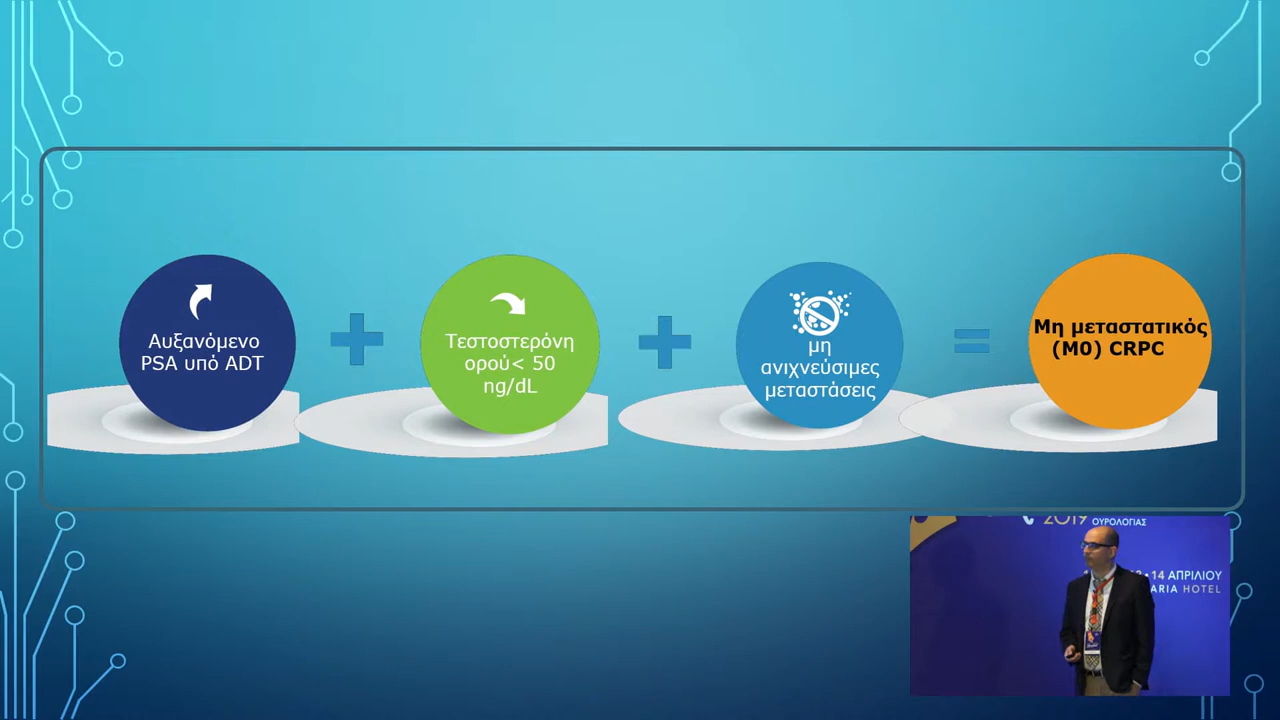 Αυξανόμενο
PSA υπό ADT
Τεστοστερόνη
ορού< 50
ng/dL
μη
ανιχνεύσιμες
μεταστάσεις
Μη μεταστατικός
(M0) CRPC
2019 ΟΥΡΟΛΟΓΙΑΣ
14 ΑΠΡΙΛΙΟΥ
HOTEL